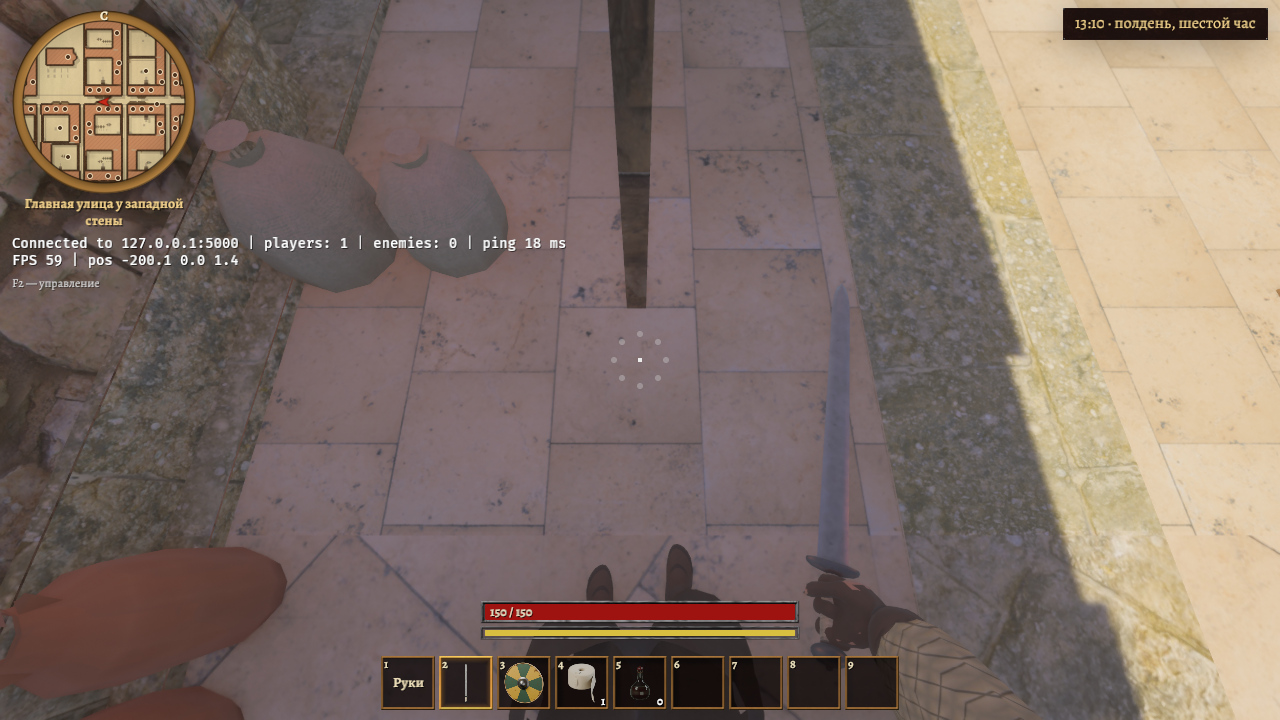 С
13:10 · полдень, шестой час
Главная улица у западной
стены
Connected to 127.0.0.1:5000 | players: 1 | enemies: 0 | ping 18 ms
FPS 59 | pos -200.1 0.0 1.4
F2 — управление
150 / 150
1 2 3 4 5 6 7 8 9
Руки
1 0